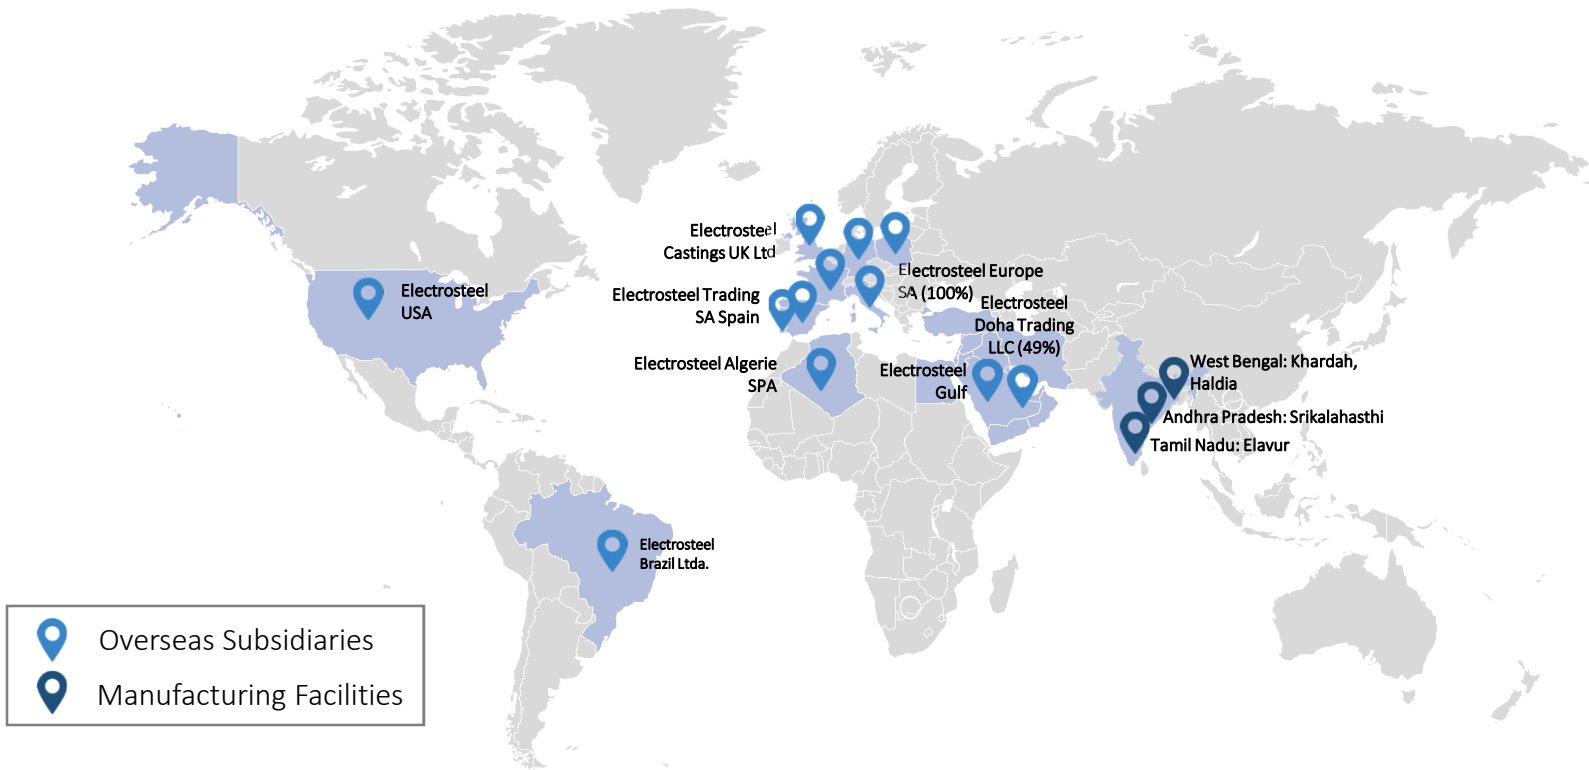 Electrosteel
Castings UK Ltd
Electrosteel Europe
SA (100%)
Electrosteel
USA
Electrosteel Trading
SA Spain
Electrosteel
Doha Trading
LLC (49%)
Electrosteel Algerie
SPA
Electrosteel
Gulf
West Bengal: Khardah,
Haldia
Andhra Pradesh: Srikalahasthi
Tamil Nadu: Elavur
Electrosteel
Brazil Ltda.
Overseas Subsidiaries
Manufacturing Facilities